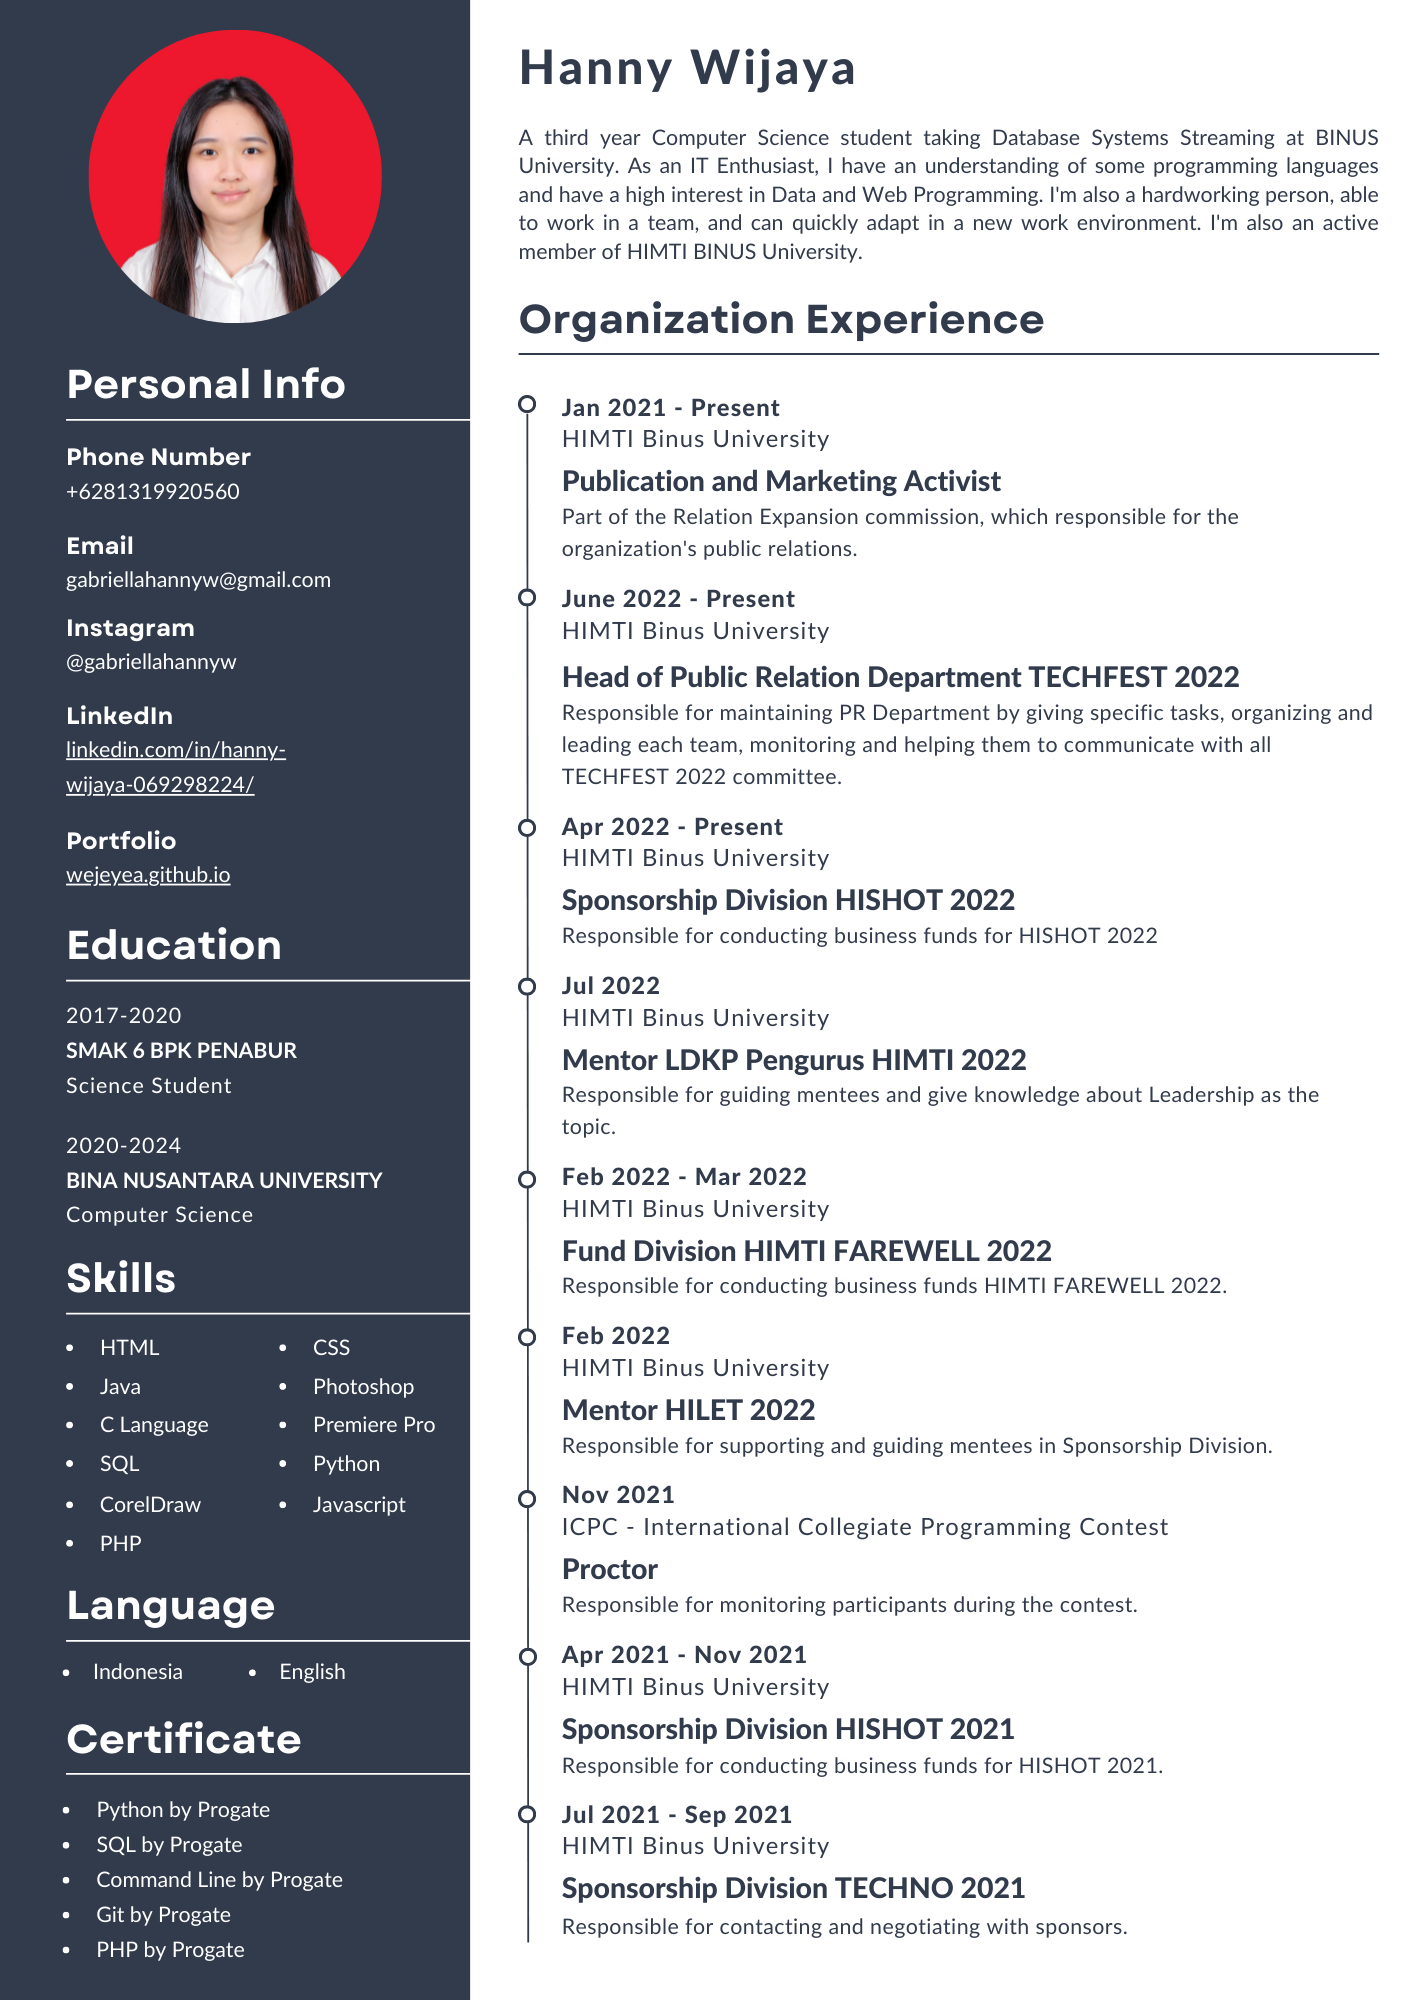 Personal Info
Phone Number
+6281319920560
Email
gabriellahannyw@gmail.com
Instagram
@gabriellahannyw
LinkedIn
linkedin.com/in/hanny-
wijaya-069298224/
Portfolio
wejeyea.github.io
Education
2017-2020
SMAK 6 BPK PENABUR
Science Student
2020-2024
BINA NUSANTARA UNIVERSITY
Computer Science
Skills
• HTML
• Java
• C Language
• SQL
• CorelDraw
• PHP
• CSS
• Photoshop
• Premiere Pro
• Python
• Javascript
Language
• Indonesia • English
Certificate
• Python by Progate
• SQL by Progate
• Command Line by Progate
• Git by Progate
• PHP by Progate
Hanny Wijaya
A third year Computer Science student taking Database Systems Streaming at BINUS
University. As an IT Enthusiast, I have an understanding of some programming languages
and have a high interest in Data and Web Programming. I'm also a hardworking person, able
to work in a team, and can quickly adapt in a new work environment. I'm also an active
member of HIMTI BINUS University.
Organization Experience
Jan 2021 - Present
HIMTI Binus University
Publication and Marketing Activist
Part of the Relation Expansion commission, which responsible for the
organization's public relations.
June 2022 - Present
HIMTI Binus University
Head of Public Relation Department TECHFEST 2022
Responsible for maintaining PR Department by giving specific tasks, organizing and
leading each team, monitoring and helping them to communicate with all
TECHFEST 2022 committee.
Apr 2022 - Present
HIMTI Binus University
Sponsorship Division HISHOT 2022
Responsible for conducting business funds for HISHOT 2022
Jul 2022
HIMTI Binus University
Mentor LDKP Pengurus HIMTI 2022
Responsible for guiding mentees and give knowledge about Leadership as the
topic.
Feb 2022 - Mar 2022
HIMTI Binus University
Fund Division HIMTI FAREWELL 2022
Responsible for conducting business funds HIMTI FAREWELL 2022.
Feb 2022
HIMTI Binus University
Mentor HILET 2022
Responsible for supporting and guiding mentees in Sponsorship Division.
Nov 2021
ICPC - International Collegiate Programming Contest
Proctor
Responsible for monitoring participants during the contest.
Apr 2021 - Nov 2021
HIMTI Binus University
Sponsorship Division HISHOT 2021
Responsible for conducting business funds for HISHOT 2021.
Jul 2021 - Sep 2021
HIMTI Binus University
Sponsorship Division TECHNO 2021
Responsible for contacting and negotiating with sponsors.